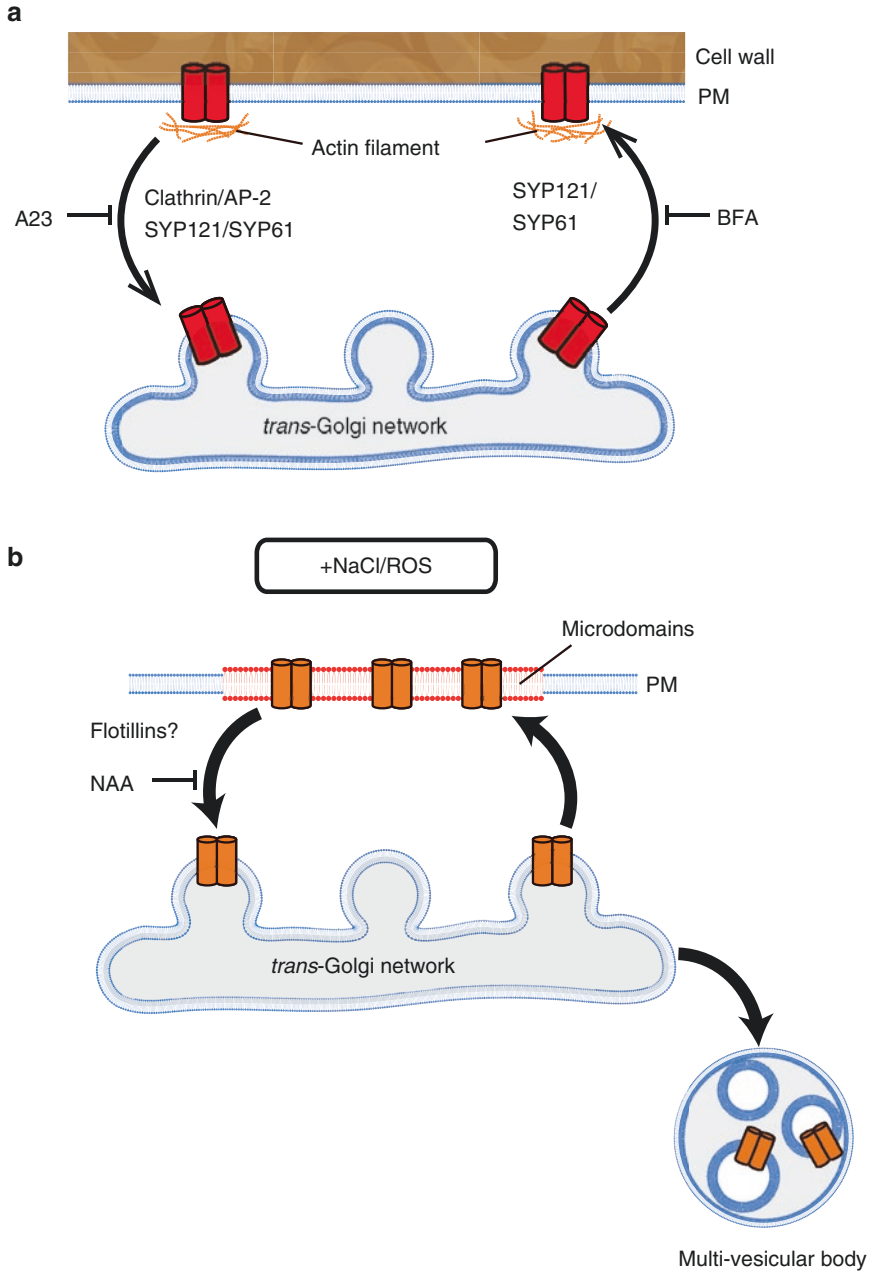 a
Cell wall
PM
Actin filament
A23
Clathrin/AP-2
SYP121/SYP61
SYP121/
SYP61
BFA
trans-Golgi network
b
+NaCl/ROS
Microdomains
PM
Flotillins?
NAA
trans-Golgi network
Multi-vesicular body